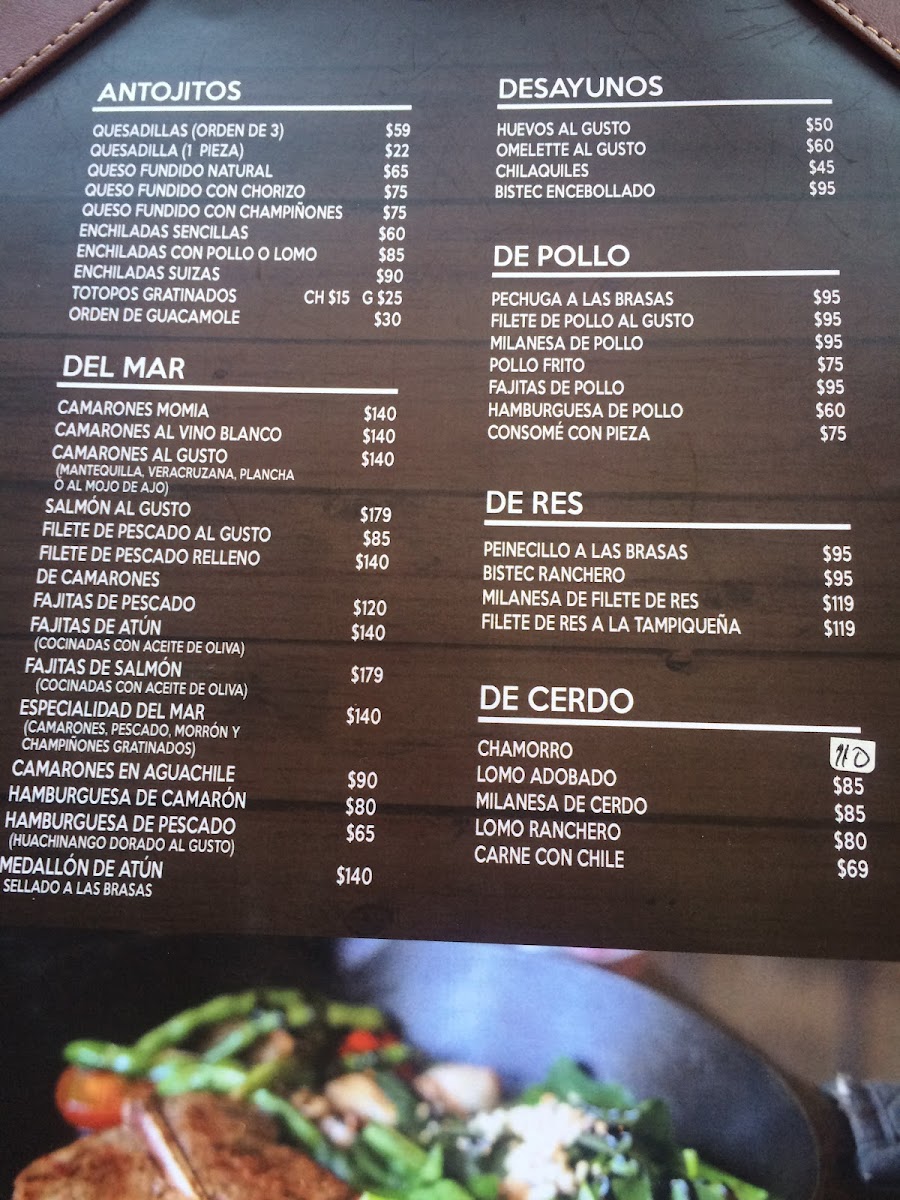 ANTOJITOS
QUESADILLAS (ORDEN DE 3) $59
QUESADILLA (1 PIEZA) $22
QUESO FUNDIDO NATURAL $65
QUESO FUNDIDO CON CHORIZO $75
QUESO FUNDIDO CON CHAMPIÑONES $75
ENCHILADAS SENCILLAS $60
ENCHILADAS CON POLLO O LOMO $85
ENCHILADAS SUIZAS $90
TOTOPOS GRATINADOS CH $15 G $25
ORDEN DE GUACAMOLE $30
DEL MAR
CAMARONES MOMIA $140
CAMARONES AL VINO BLANCO $140
CAMARONES AL GUSTO $140
(MANTEQUILLA, VERACRUZANA, PLANCHA
O AL MOJO DE AJO)
SALMÓN AL GUSTO $179
FILETE DE PESCADO AL GUSTO $85
FILETE DE PESCADO RELLENO $140
DE CAMARONES
FAJITAS DE PESCADO $120
FAJITAS DE ATÚN $140
(COCINADAS CON ACEITE DE OLIVA)
FAJITAS DE SALMÓN $179
(COCINADAS CON ACEITE DE OLIVA)
ESPECIALIDAD DEL MAR $140
(CAMARONES, PESCADO, MORRÓN Y
CHAMPIÑONES GRATINADOS)
CAMARONES EN AGUACHILE $90
HAMBURGUESA DE CAMARÓN $80
HAMBURGUESA DE PESCADO $65
(HUACHINANGO DORADO AL GUSTO)
MEDALLÓN DE ATÚN $140
SELLADO A LAS BRASAS
DESAYUNOS
HUEVOS AL GUSTO $50
OMELETTE AL GUSTO $60
CHILAQUILES $45
BISTEC ENCEBOLLADO $95
DE POLLO
PECHUGA A LAS BRASAS $95
FILETE DE POLLO AL GUSTO $95
MILANESA DE POLLO $95
POLLO FRITO $75
FAJITAS DE POLLO $95
HAMBURGUESA DE POLLO $60
CONSOMÉ CON PIEZA $75
DE RES
PEINECILLO A LAS BRASAS $95
BISTEC RANCHERO $95
MILANESA DE FILETE DE RES $119
FILETE DE RES A LA TAMPIQUEÑA $119
DE CERDO
CHAMORRO
LOMO ADOBADO $85
MILANESA DE CERDO $85
LOMO RANCHERO $80
CARNE CON CHILE $69